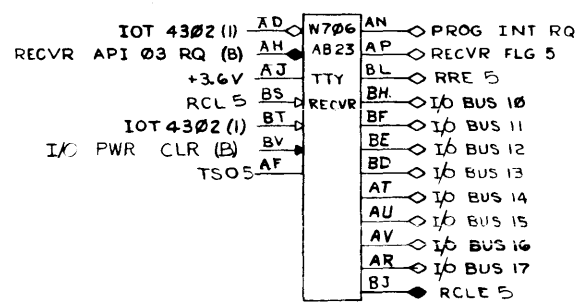 IOT 4302 (1) AD W706 AN PROG INT RQ
RECVR API 03 RQ (B) AH AB23 AP RECVR FLG 5
+3.6V AJ TTY BL RRE 5
RCL 5 BS RECVR BH I/O BUS 10
IOT 4302 (1) BT BF I/O BUS 11
I/O PWR CLR (B) BV BE I/O BUS 12
TSO5 AF BD I/O BUS 13
AT I/O BUS 14
AU I/O BUS 15
AV I/O BUS 16
AR I/O BUS 17
BJ RCLE 5